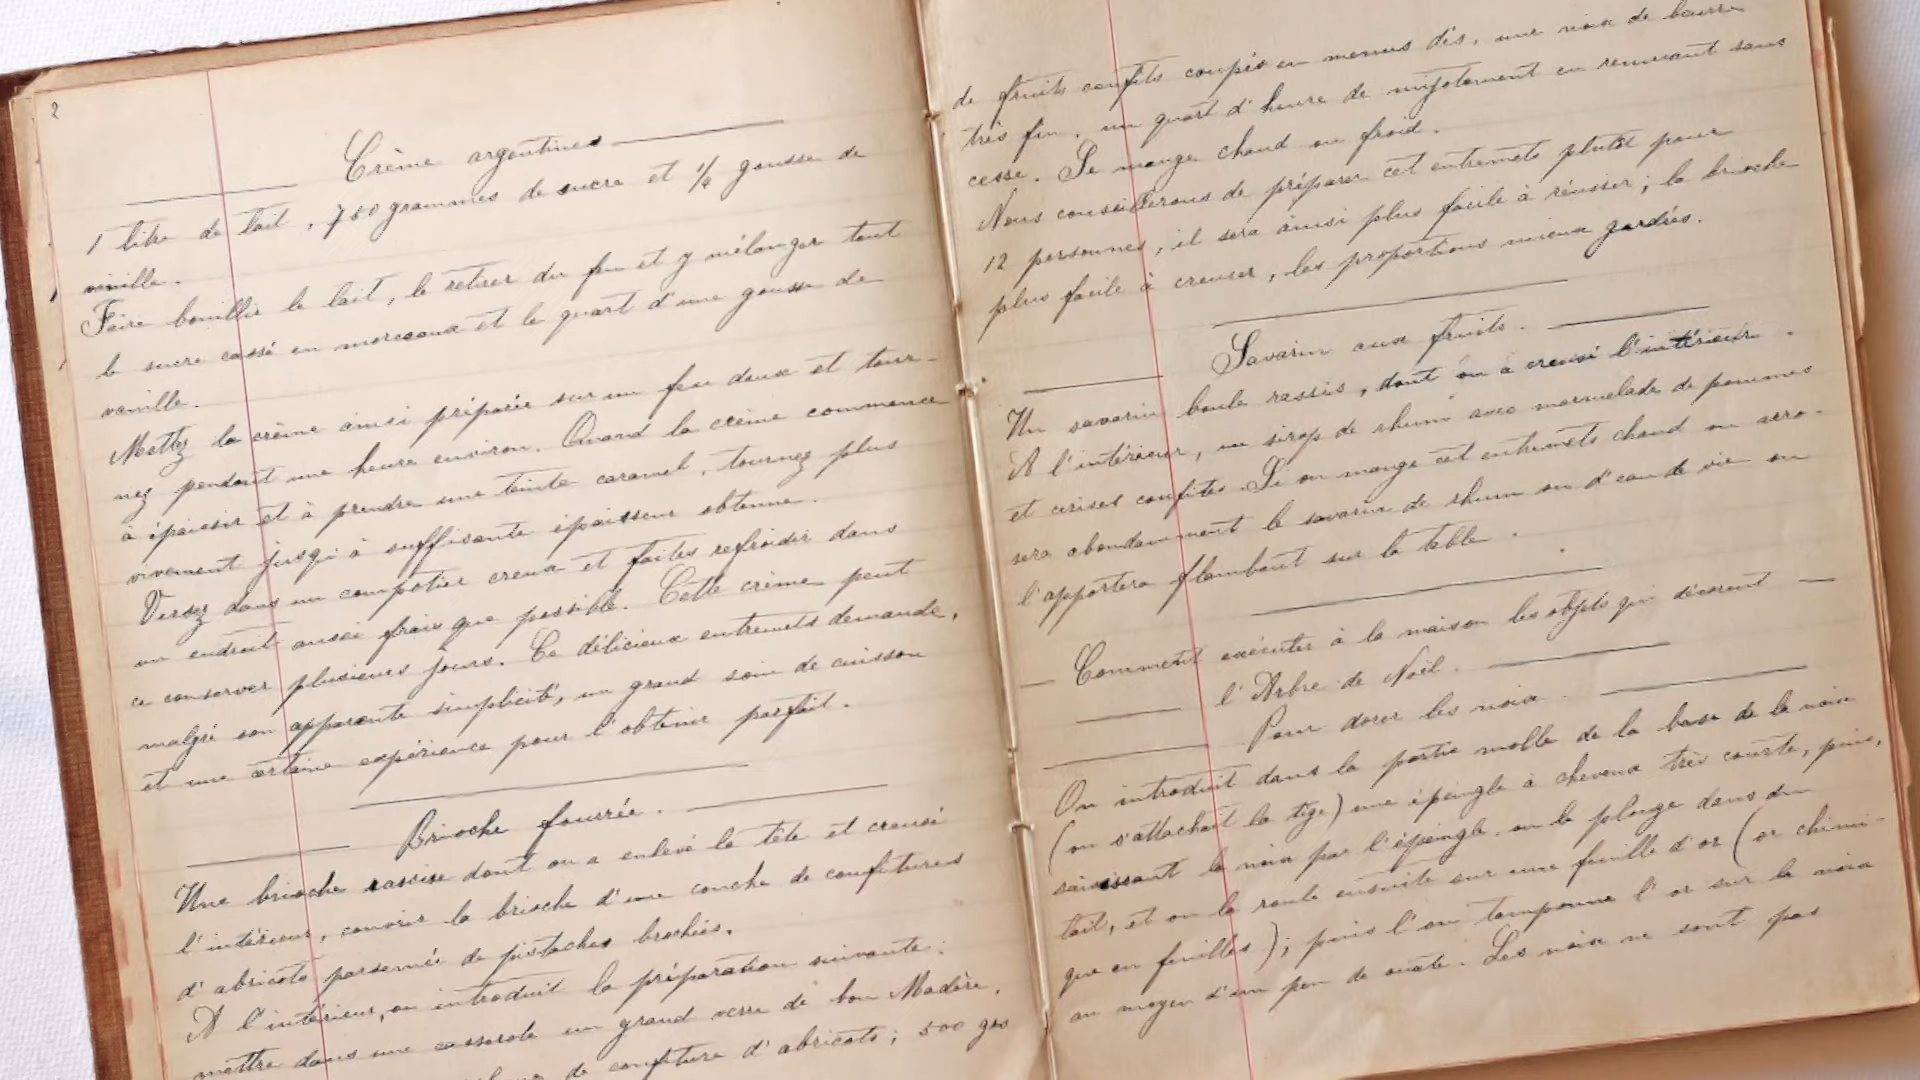 2
Crème argentines
1 litre de lait, 750 grammes de sucre et 1/4 gousse de
vanille.
Faire bouillir le lait, le retirer du feu et y mélanger tout
le sucre cassé en morceaux et le quart d'une gousse de
vanille.
Mettez la crème ainsi préparée sur un feu doux et tour-
nez pendant une heure environ. Quand la crème commence
à épaissir et à prendre une teinte caramel, tournez plus
vivement jusqu'à suffisante épaisseur obtenue.
Versez dans un compotier creux et faites refroidir dans
un endroit aussi frais que possible. Cette crème peut
se conserver plusieurs jours. Ce délicieux entremets demande,
malgré son apparente simplicité, un grand soin de cuisson
et une certaine expérience pour l'obtenir parfait.
Brioche fourrée.
Une brioche rassise dont on a enlevé la tête et creusé
l'intérieur, couvrir la brioche d'une couche de confitures
d'abricots parsemée de pistaches
A l'intérieur, on introduit la préparation suivante:
mettre dans une casserole un grand verre de bon Madère,
de confiture d'abricots; 500 grs
de fruits confits coupés en menus dés, une noix de beurre
très fin, un quart d'heure de mijotement en remuant sans
cesse. Se mange chaud ou froid.
Nous conseillerons de préparer cet entremets plutôt pour
12 personnes, il sera ainsi plus facile à réussir; la brioche
plus facile à creuser, les proportions mieux gardées.
Savarin aux fruits.
Un savarin boule rassis, dont on a creusé l'intérieur.
A l'intérieur, un sirop de rhum avec marmelade de pommes
et cerises confites. Si on mange cet entremets chaud on arro-
sera abondamment le savarin de rhum ou d'eau de vie on
l'apportera flambant sur la table.
Comment exécuter à la maison les objets qui décorent
l'Arbre de Noël.
Pour dorer les noix.
On introduit dans la partie molle de la base de la noix
(où s'attachait la tige) une épingle à cheveux très courte, puis,
saisissant la noix par l'épingle, on la plonge dans du
lait, et on la roule ensuite sur une feuille d'or (or chimi-
que en feuilles); puis l'on tamponne l'or sur la noix
au moyen d'un peu de ouate. Les noix ne sont pas